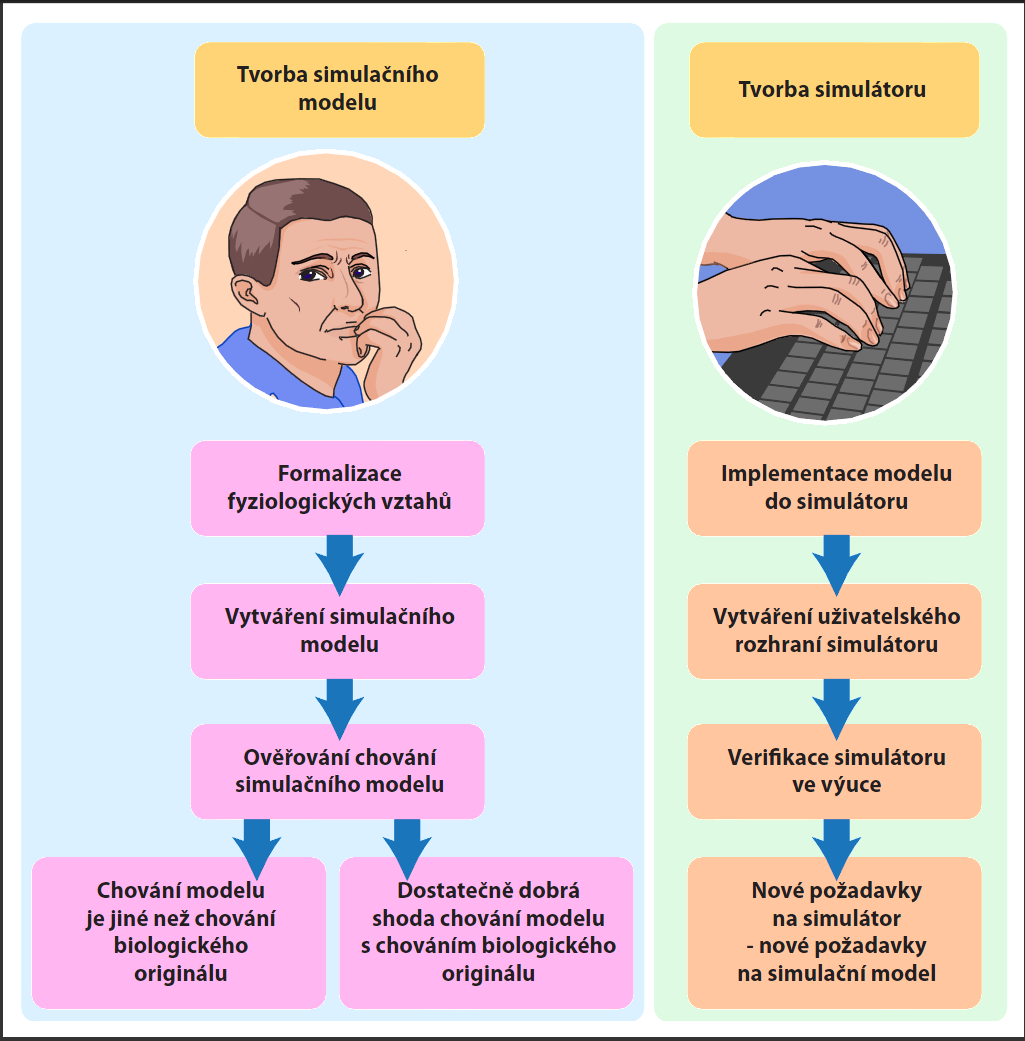 Tvorba simulačního
modelu
Formalizace
fyziologických vztahů
Vytváření simulačního
modelu
Ověřování chování
simulačního modelu
Chování modelu
je jiné než chování
biologického
originálu
Dostatečně dobrá
shoda chování modelu
s chováním biologického
originálu
Tvorba simulátoru
Implementace modelu
do simulátoru
Vytváření uživatelského
rozhraní simulátoru
Verifikace simulátoru
ve výuce
Nové požadavky
na simulátor
- nové požadavky
na simulační model